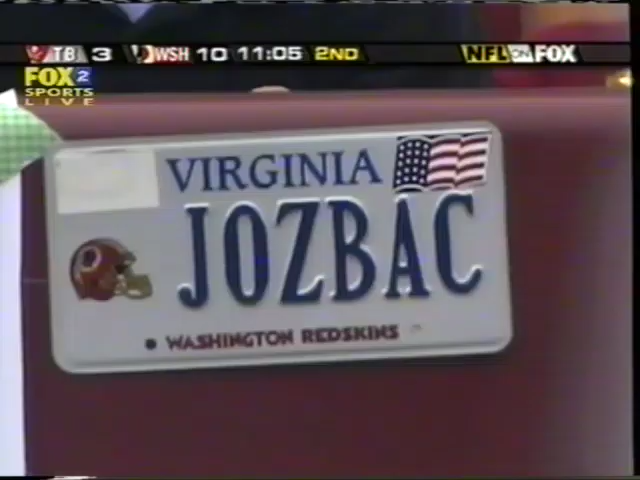 TB 3 WSH 10 11:05 2ND NFL ON FOX
FOX 2
SPORTS
LIVE
VIRGINIA
JOZBAC
WASHINGTON REDSKINS